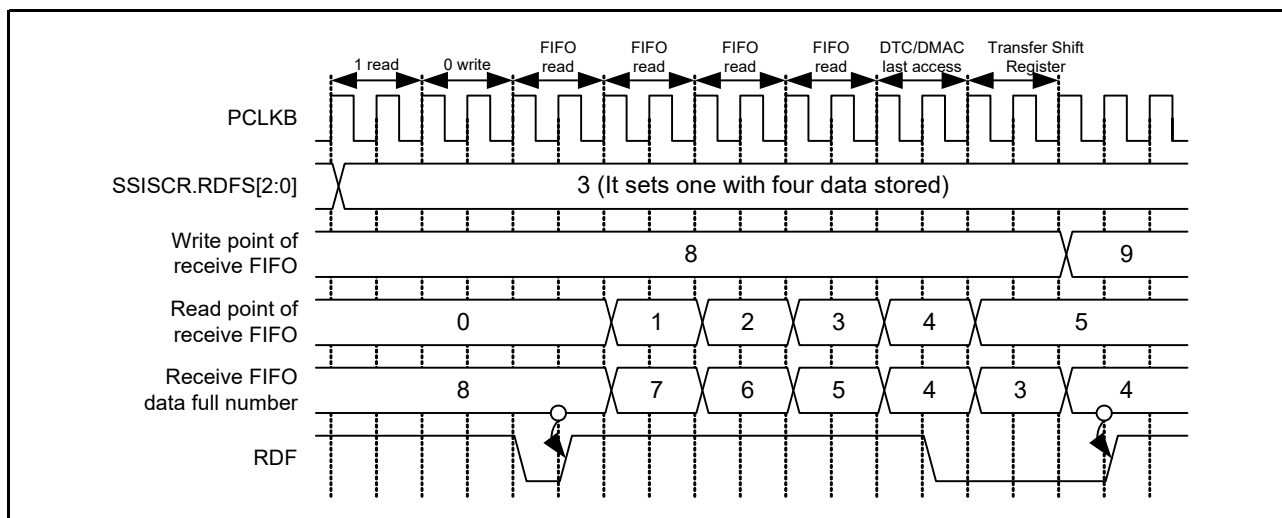 1 read
0 write
FIFO
read
FIFO
read
FIFO
read
FIFO
read
DTC/DMAC
last access
Transfer Shift
Register
PCLKB
SSISCR.RDFS[2:0]
3 (It sets one with four data stored)
Write point of
receive FIFO
8
9
Read point of
receive FIFO
0
1
2
3
4
5
Receive FIFO
data full number
8
7
6
5
4
3
4
RDF